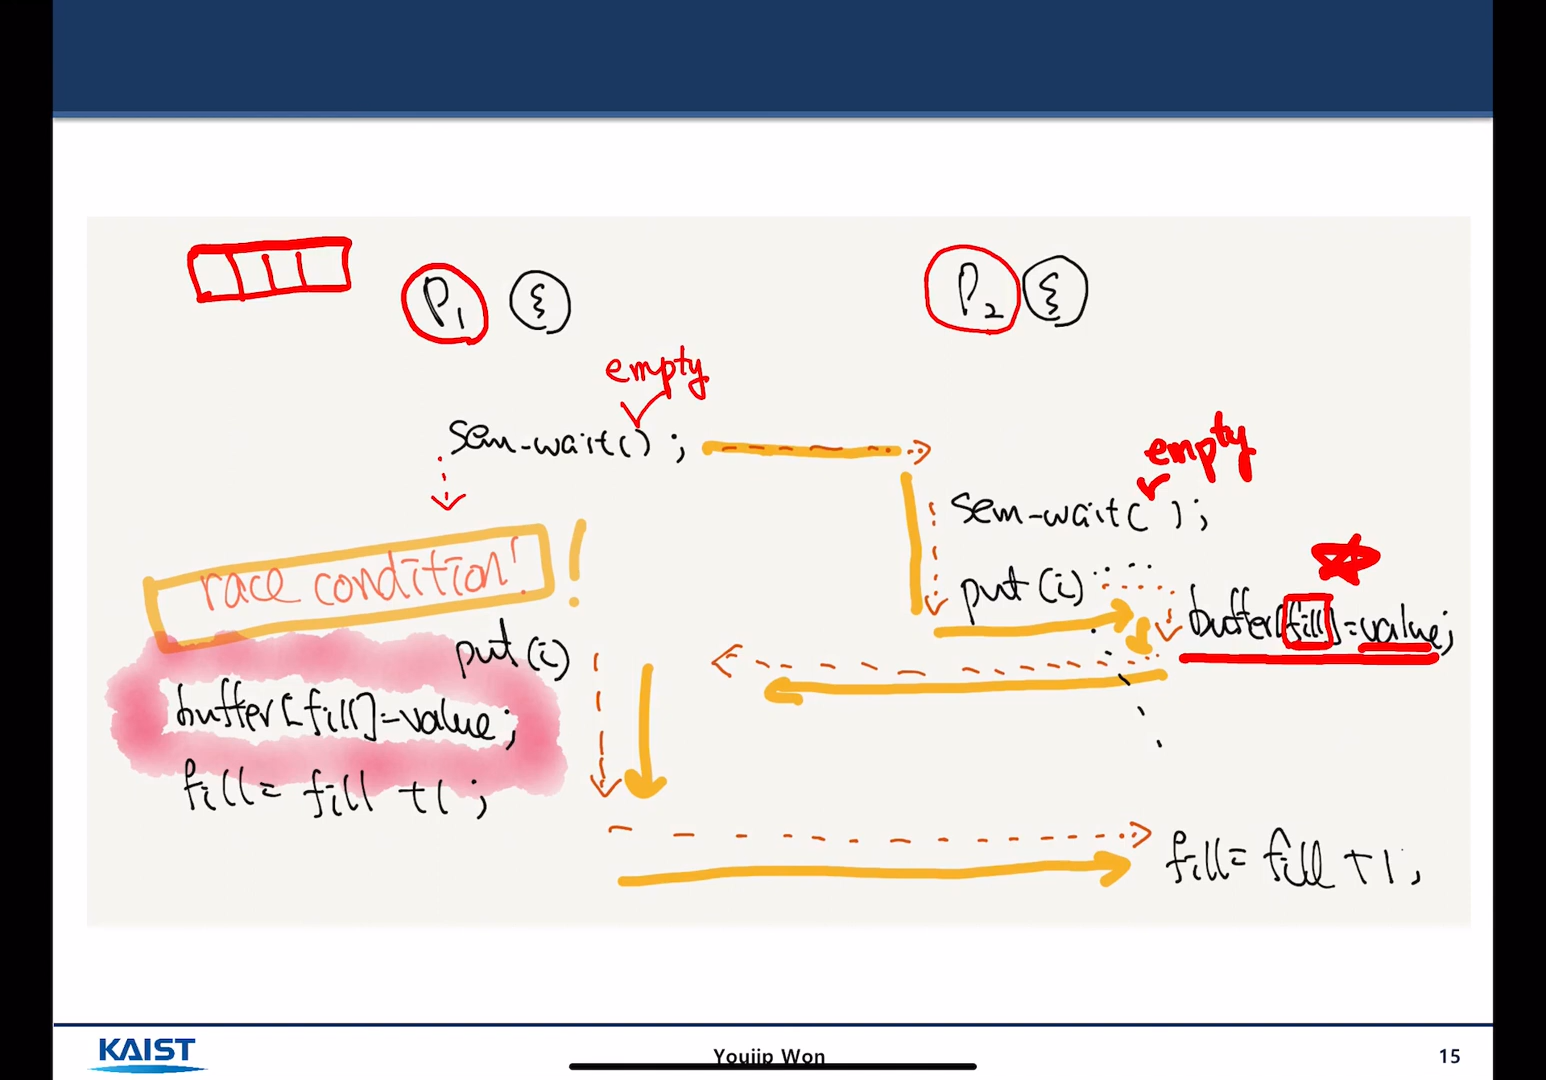 P1
P2
empty
sem-wait();
empty
sem-wait( );
race condition!
put(i)
buffer[fill]=value;
put(i)
buffer[fill]=value;
fill= fill +1;
fill= fill +1;
KAIST
Youjip Won
15